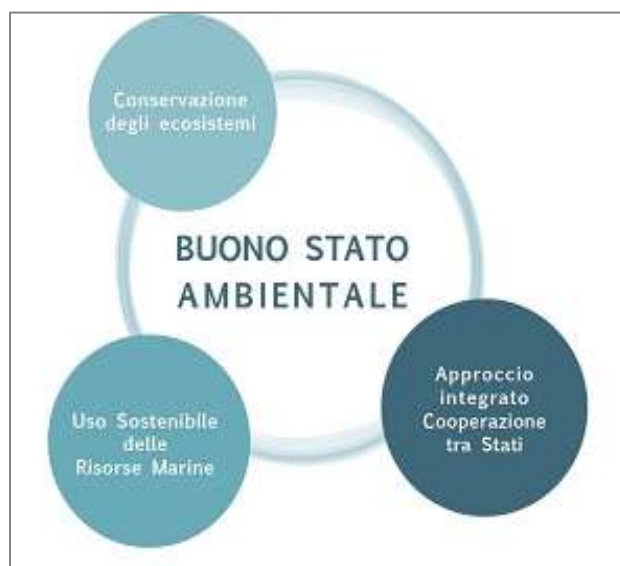 Conservazione
degli ecosistemi
BUONO STATO
AMBIENTALE
Approccio
integrato
Cooperazione
tra Stati
Uso Sostenibile
delle
Risorse Marine